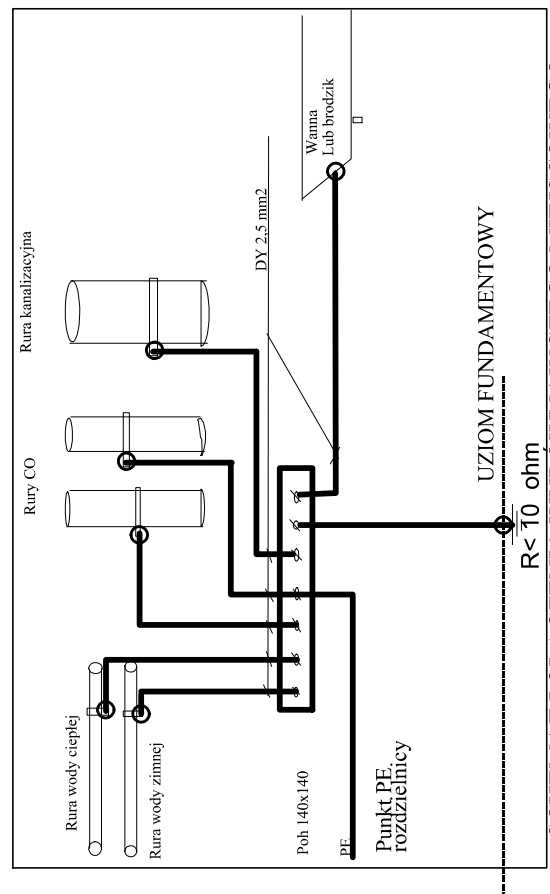 Wanna
Lub brodzik
DY 2,5 mm2
Rura kanalizacyjna
UZIOM FUNDAMENTOWY
Rury CO
R< 10 ohm
Rura wody ciepłej
Rura wody zimnej
Poh 140x140
PE
Punkt PE.
rozdzielnicy